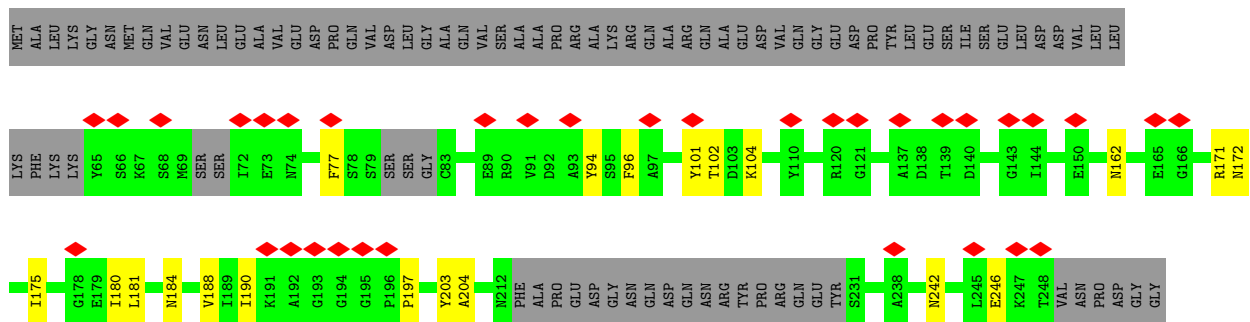 MET ALA LEU LYS GLY ASN MET GLN VAL GLU ASN LEU GLU ALA VAL GLU ASP PRO GLN VAL ASP LEU GLY ALA GLN VAL SER ALA ALA PRO ARG ALA LYS ARG GLN ALA ARG GLN ALA GLU ASP VAL GLN GLY GLU ASP PRO TYR LEU GLU SER ILE SER GLU LEU ASP ASP VAL LEU LEU
LYS PHE LYS LYS Y65 S66 K67 S68 M69 SER SER I72 E73 N74 F77 S78 S79 SER GLY C83 E89 R90 V91 D92 A93 Y94 S95 F96 A97 Y101 T102 D103 K104 Y110 R120 G121 A137 D138 T139 D140 G143 I144 E150 N162 E165 G166 R171 N172
I175 G178 E179 I180 L181 N184 V188 I189 I190 K191 A192 G193 G194 G195 P196 P197 Y203 A204 N212 PHE ALA PRO GLU ASP GLY ASN GLN ASP GLN ASN ARG TYR PRO ARG GLN GLU TYR S231 A238 N242 L245 E246 K247 T248 VAL ASN PRO ASP GLY GLY